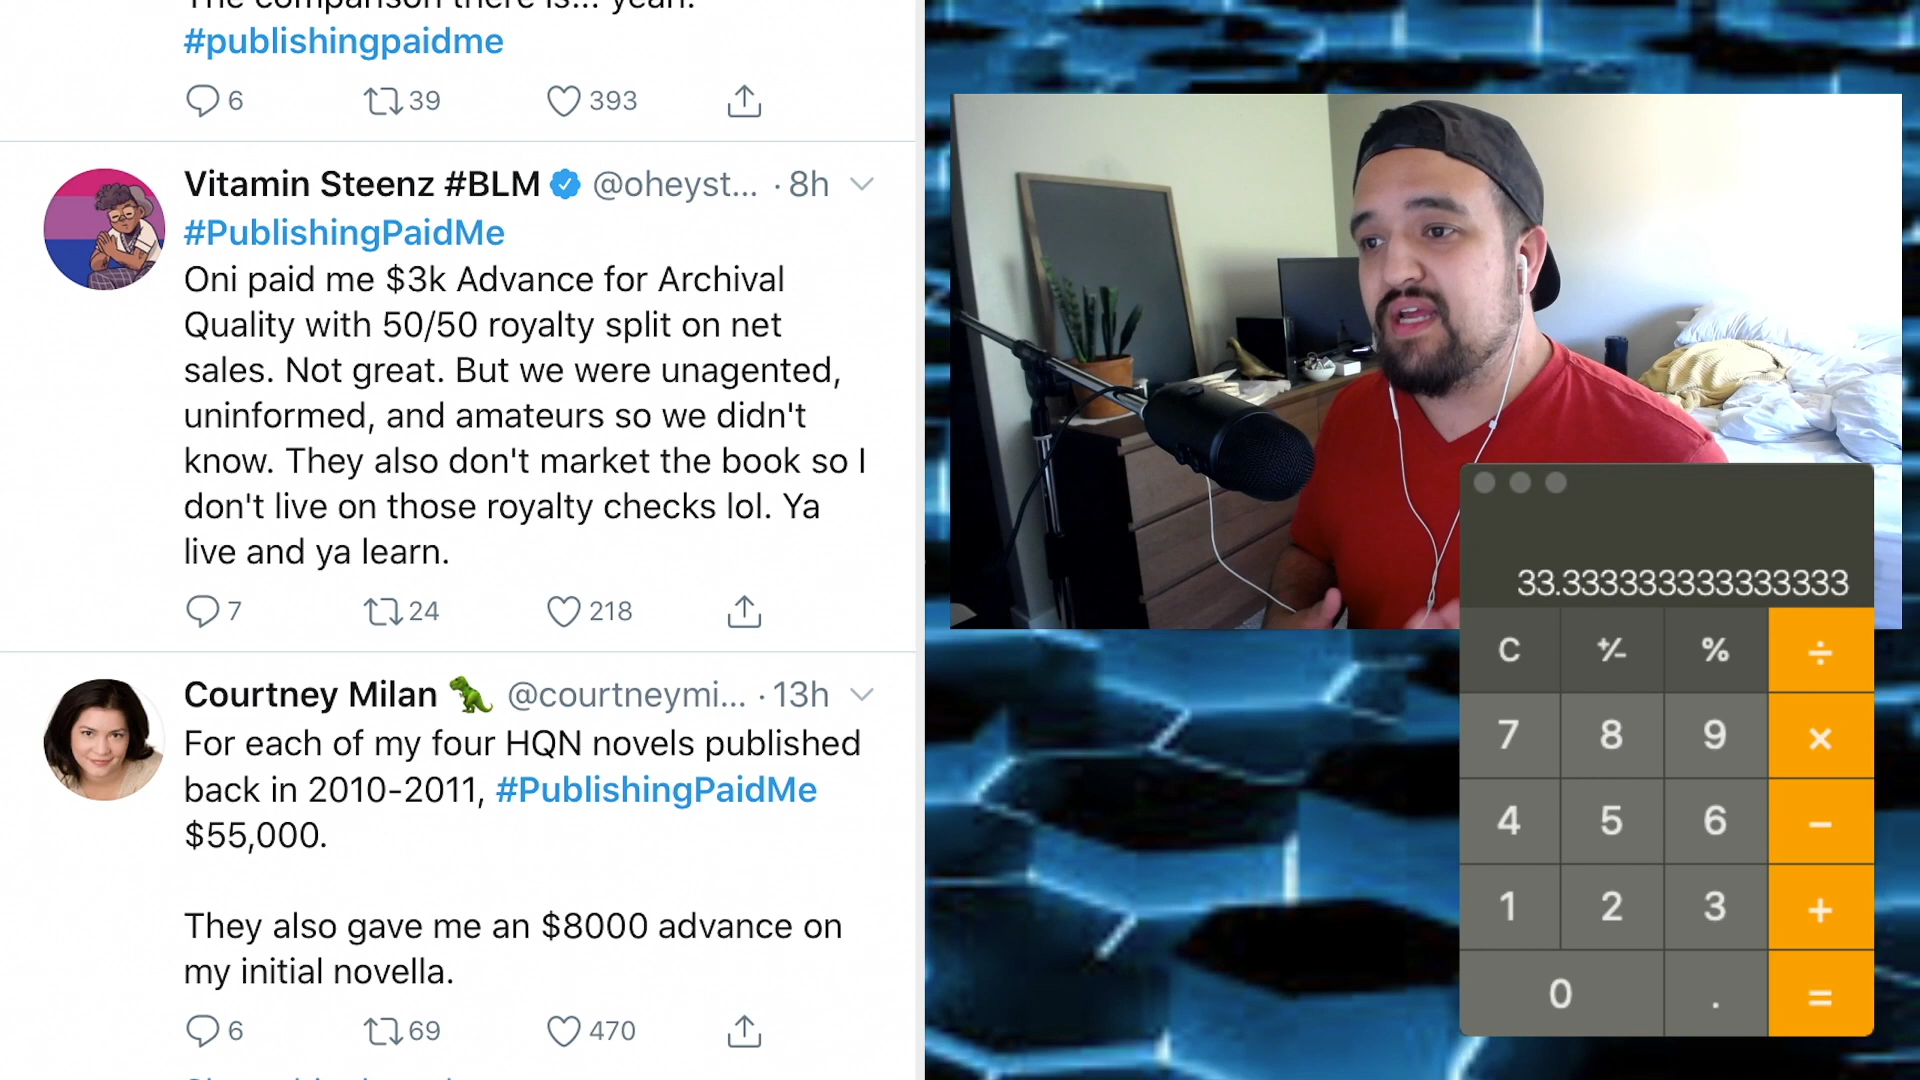 The comparison there is... yeah.
#publishingpaidme
6 39 393
Vitamin Steenz #BLM @oheyst... · 8h
#PublishingPaidMe
Oni paid me $3k Advance for Archival
Quality with 50/50 royalty split on net
sales. Not great. But we were unagented,
uninformed, and amateurs so we didn't
know. They also don't market the book so I
don't live on those royalty checks lol. Ya
live and ya learn.
7 24 218
Courtney Milan 🦖 @courtneymi... · 13h
For each of my four HQN novels published
back in 2010-2011, #PublishingPaidMe
$55,000.
They also gave me an $8000 advance on
my initial novella.
6 69 470
33.333333333333333
C ⁺∕₋ % ÷
7 8 9 ×
4 5 6 −
1 2 3 +
0 . =